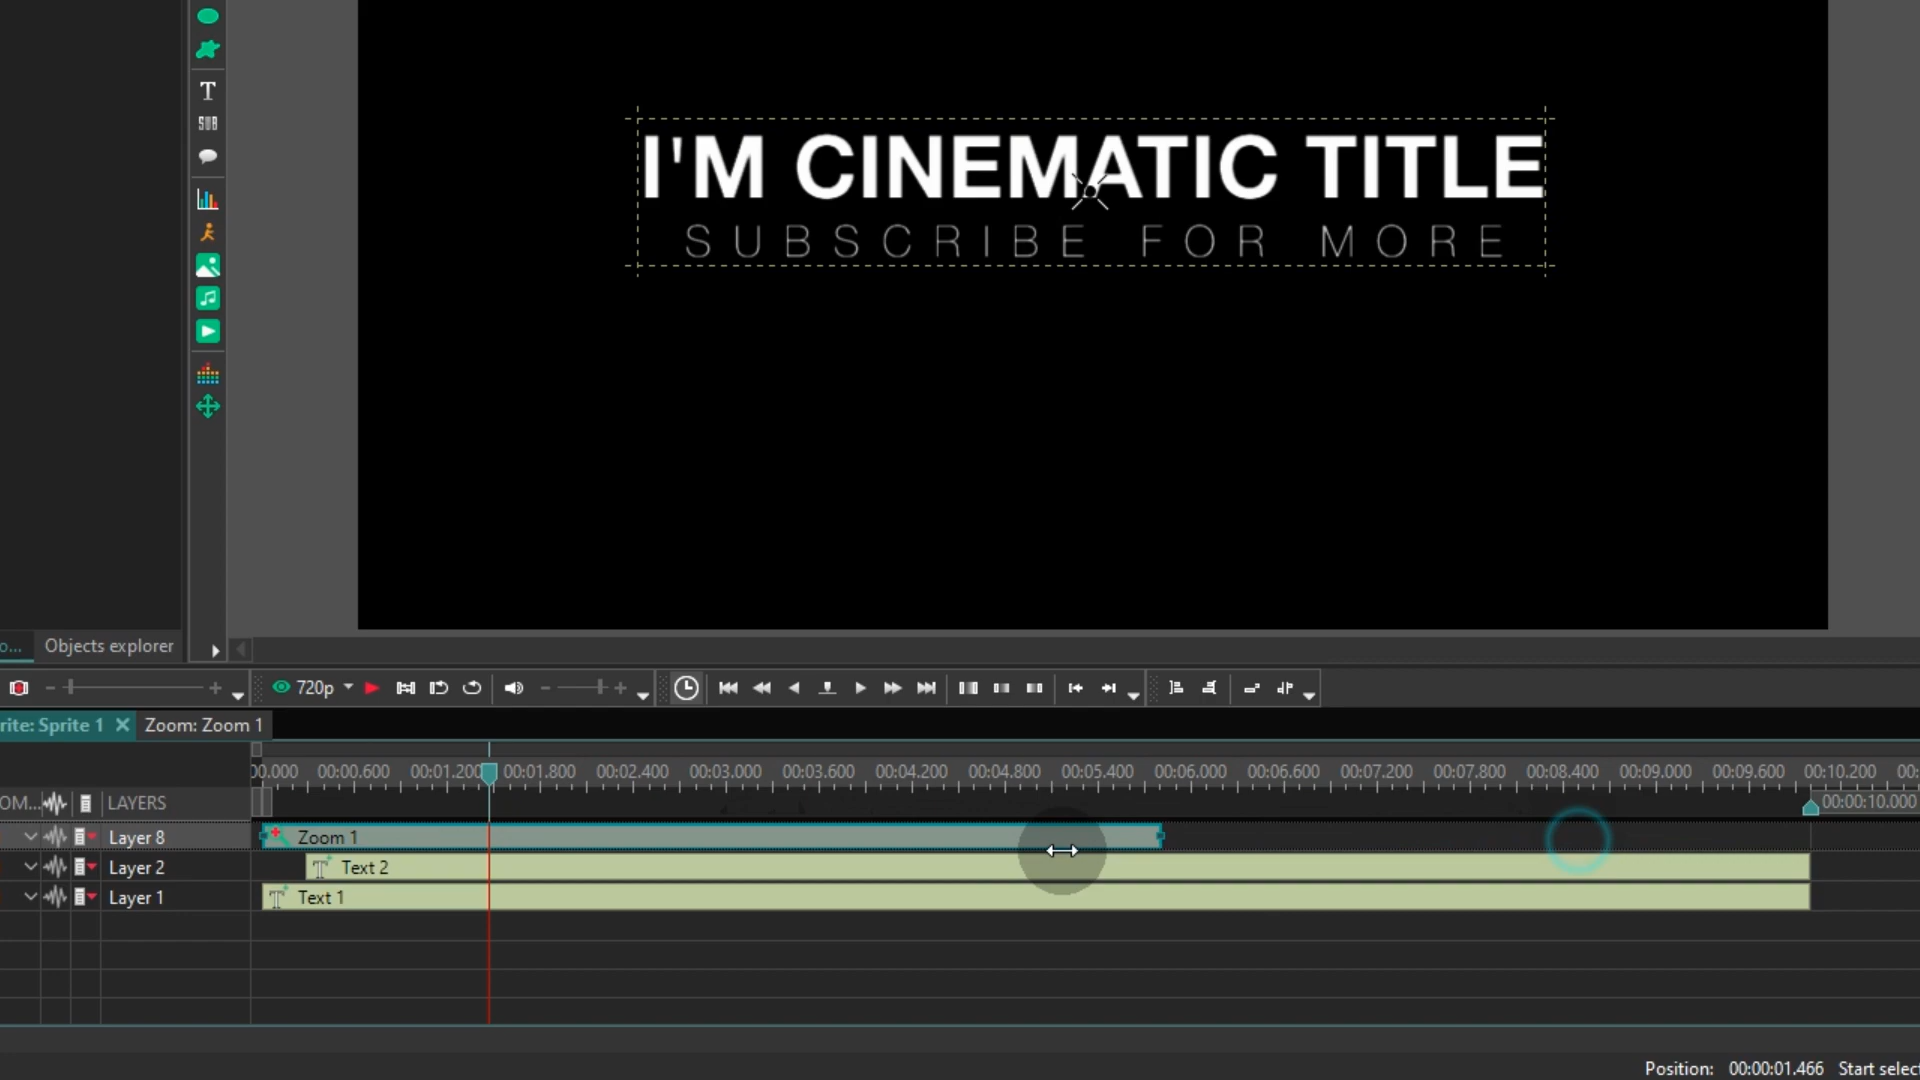 T
SUB
I'M CINEMATIC TITLE
SUBSCRIBE FOR MORE
o...
Objects explorer
720p
rite: Sprite 1
Zoom: Zoom 1
00.000 00:00.600 00:01.200 00:01.800 00:02.400 00:03.000 00:03.600 00:04.200 00:04.800 00:05.400 00:06.000 00:06.600 00:07.200 00:07.800 00:08.400 00:09.000 00:09.600 00:10.200 00:
OM... LAYERS
00:00:10.000
Layer 8
Zoom 1
Layer 2
Text 2
Layer 1
Text 1
Position: 00:00:01.466 Start selec